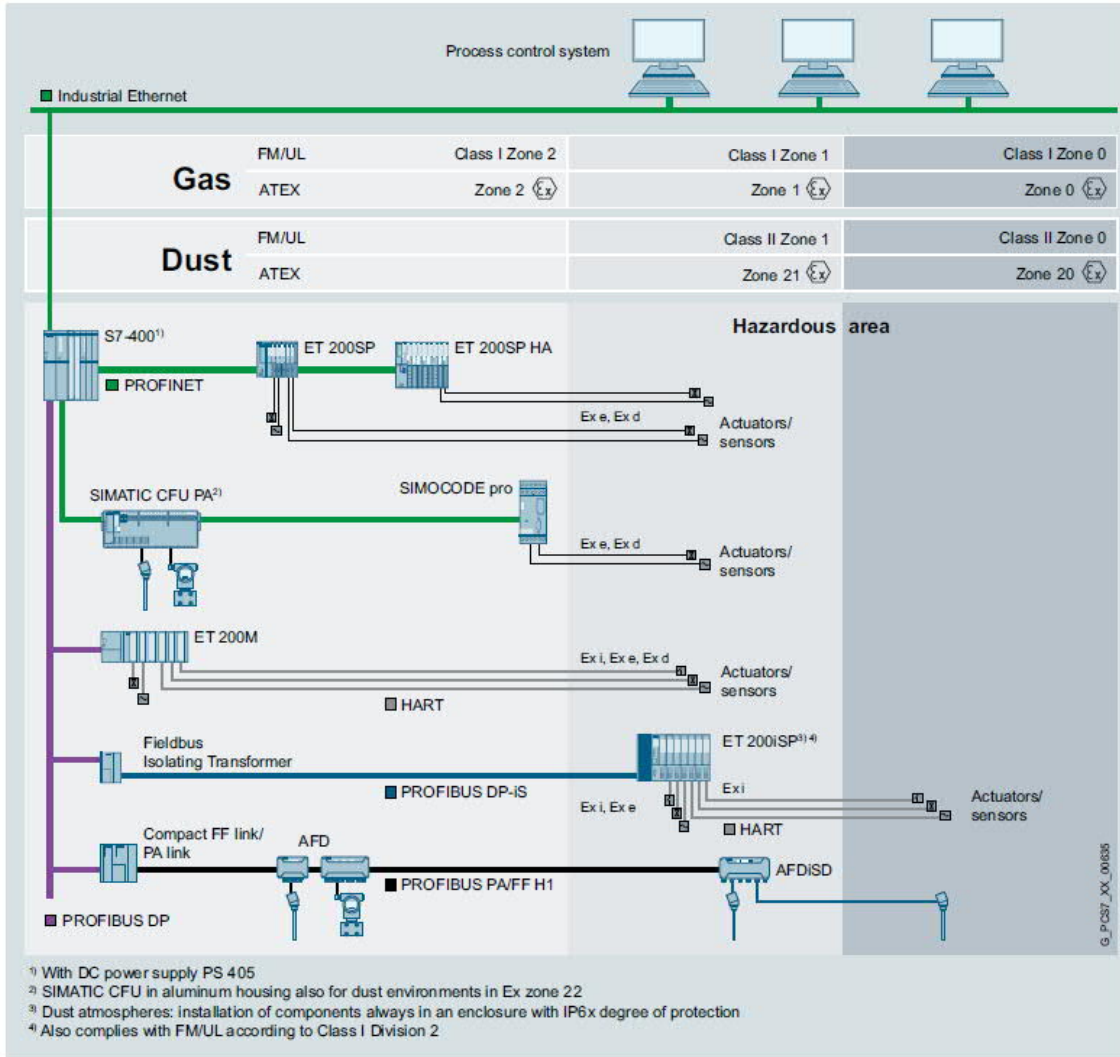 Process control system
Industrial Ethernet
Gas
FM/UL
Class I Zone 2
Class I Zone 1
Class I Zone 0
ATEX
Zone 2 Ex
Zone 1 Ex
Zone 0 Ex
Dust
FM/UL
Class II Zone 1
Class II Zone 0
ATEX
Zone 21 Ex
Zone 20 Ex
Hazardous area
S7-400¹⁾
ET 200SP
ET 200SP HA
PROFINET
Ex e, Ex d
Actuators/
sensors
SIMATIC CFU PA²⁾
SIMOCODE pro
Ex e, Ex d
Actuators/
sensors
ET 200M
Ex i, Ex e, Ex d
Actuators/
sensors
HART
Fieldbus
Isolating Transformer
ET 200iSP³⁾ ⁴⁾
PROFIBUS DP-iS
Ex i
Ex i, Ex e
Actuators/
sensors
HART
Compact FF link/
PA link
AFD
AFDiSD
PROFIBUS PA/FF H1
PROFIBUS DP
G_PCS7_XX_00635
¹⁾ With DC power supply PS 405
²⁾ SIMATIC CFU in aluminum housing also for dust environments in Ex zone 22
³⁾ Dust atmospheres: installation of components always in an enclosure with IP6x degree of protection
⁴⁾ Also complies with FM/UL according to Class I Division 2